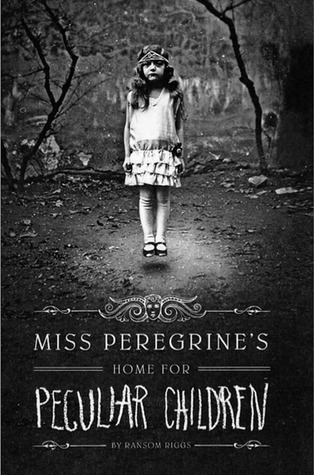 MISS PEREGRINE'S
HOME FOR
PECULIAR CHILDREN
BY RANSOM RIGGS